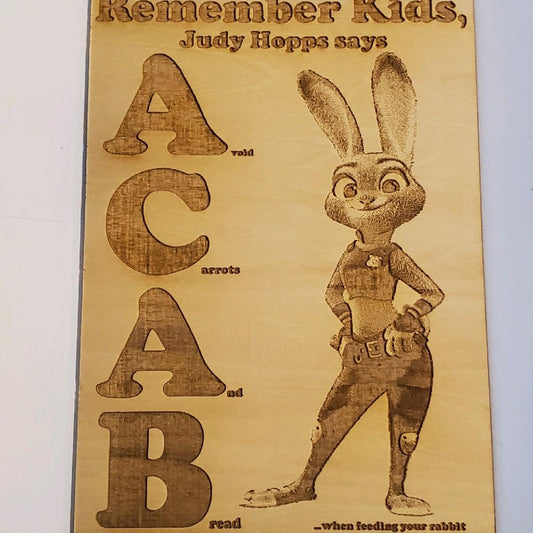 Remember Kids,
Judy Hopps says
Avoid
Carrots
And
Bread
...when feeding your rabbit